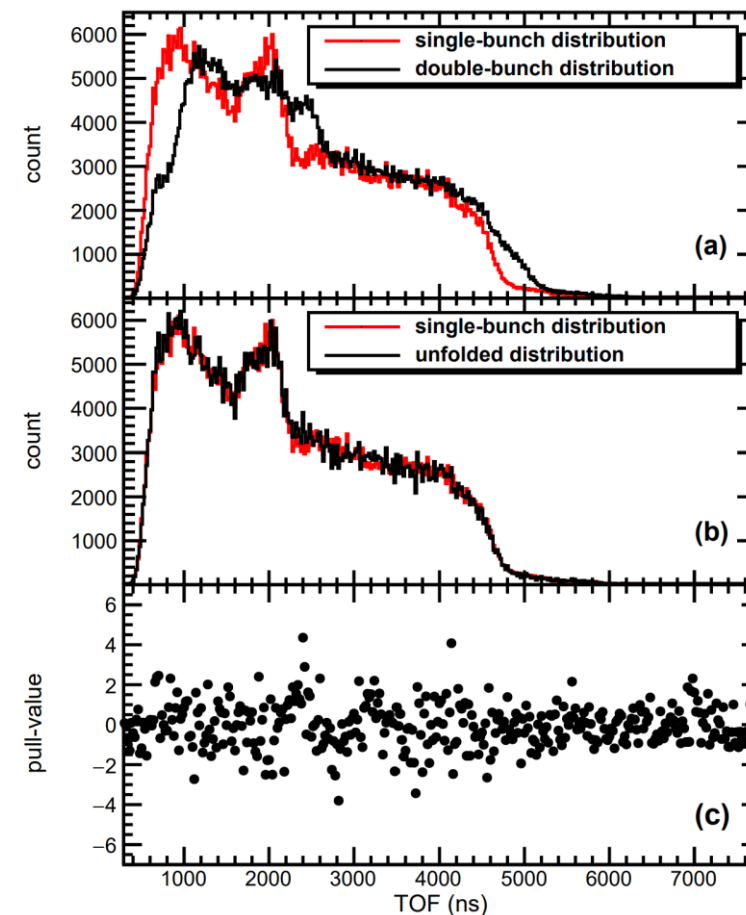 6000
5000
4000
3000
2000
1000
count
single-bunch distribution
double-bunch distribution
(a)
6000
5000
4000
3000
2000
1000
count
single-bunch distribution
unfolded distribution
(b)
6
4
2
0
−2
−4
−6
pull-value
(c)
1000 2000 3000 4000 5000 6000 7000
TOF (ns)